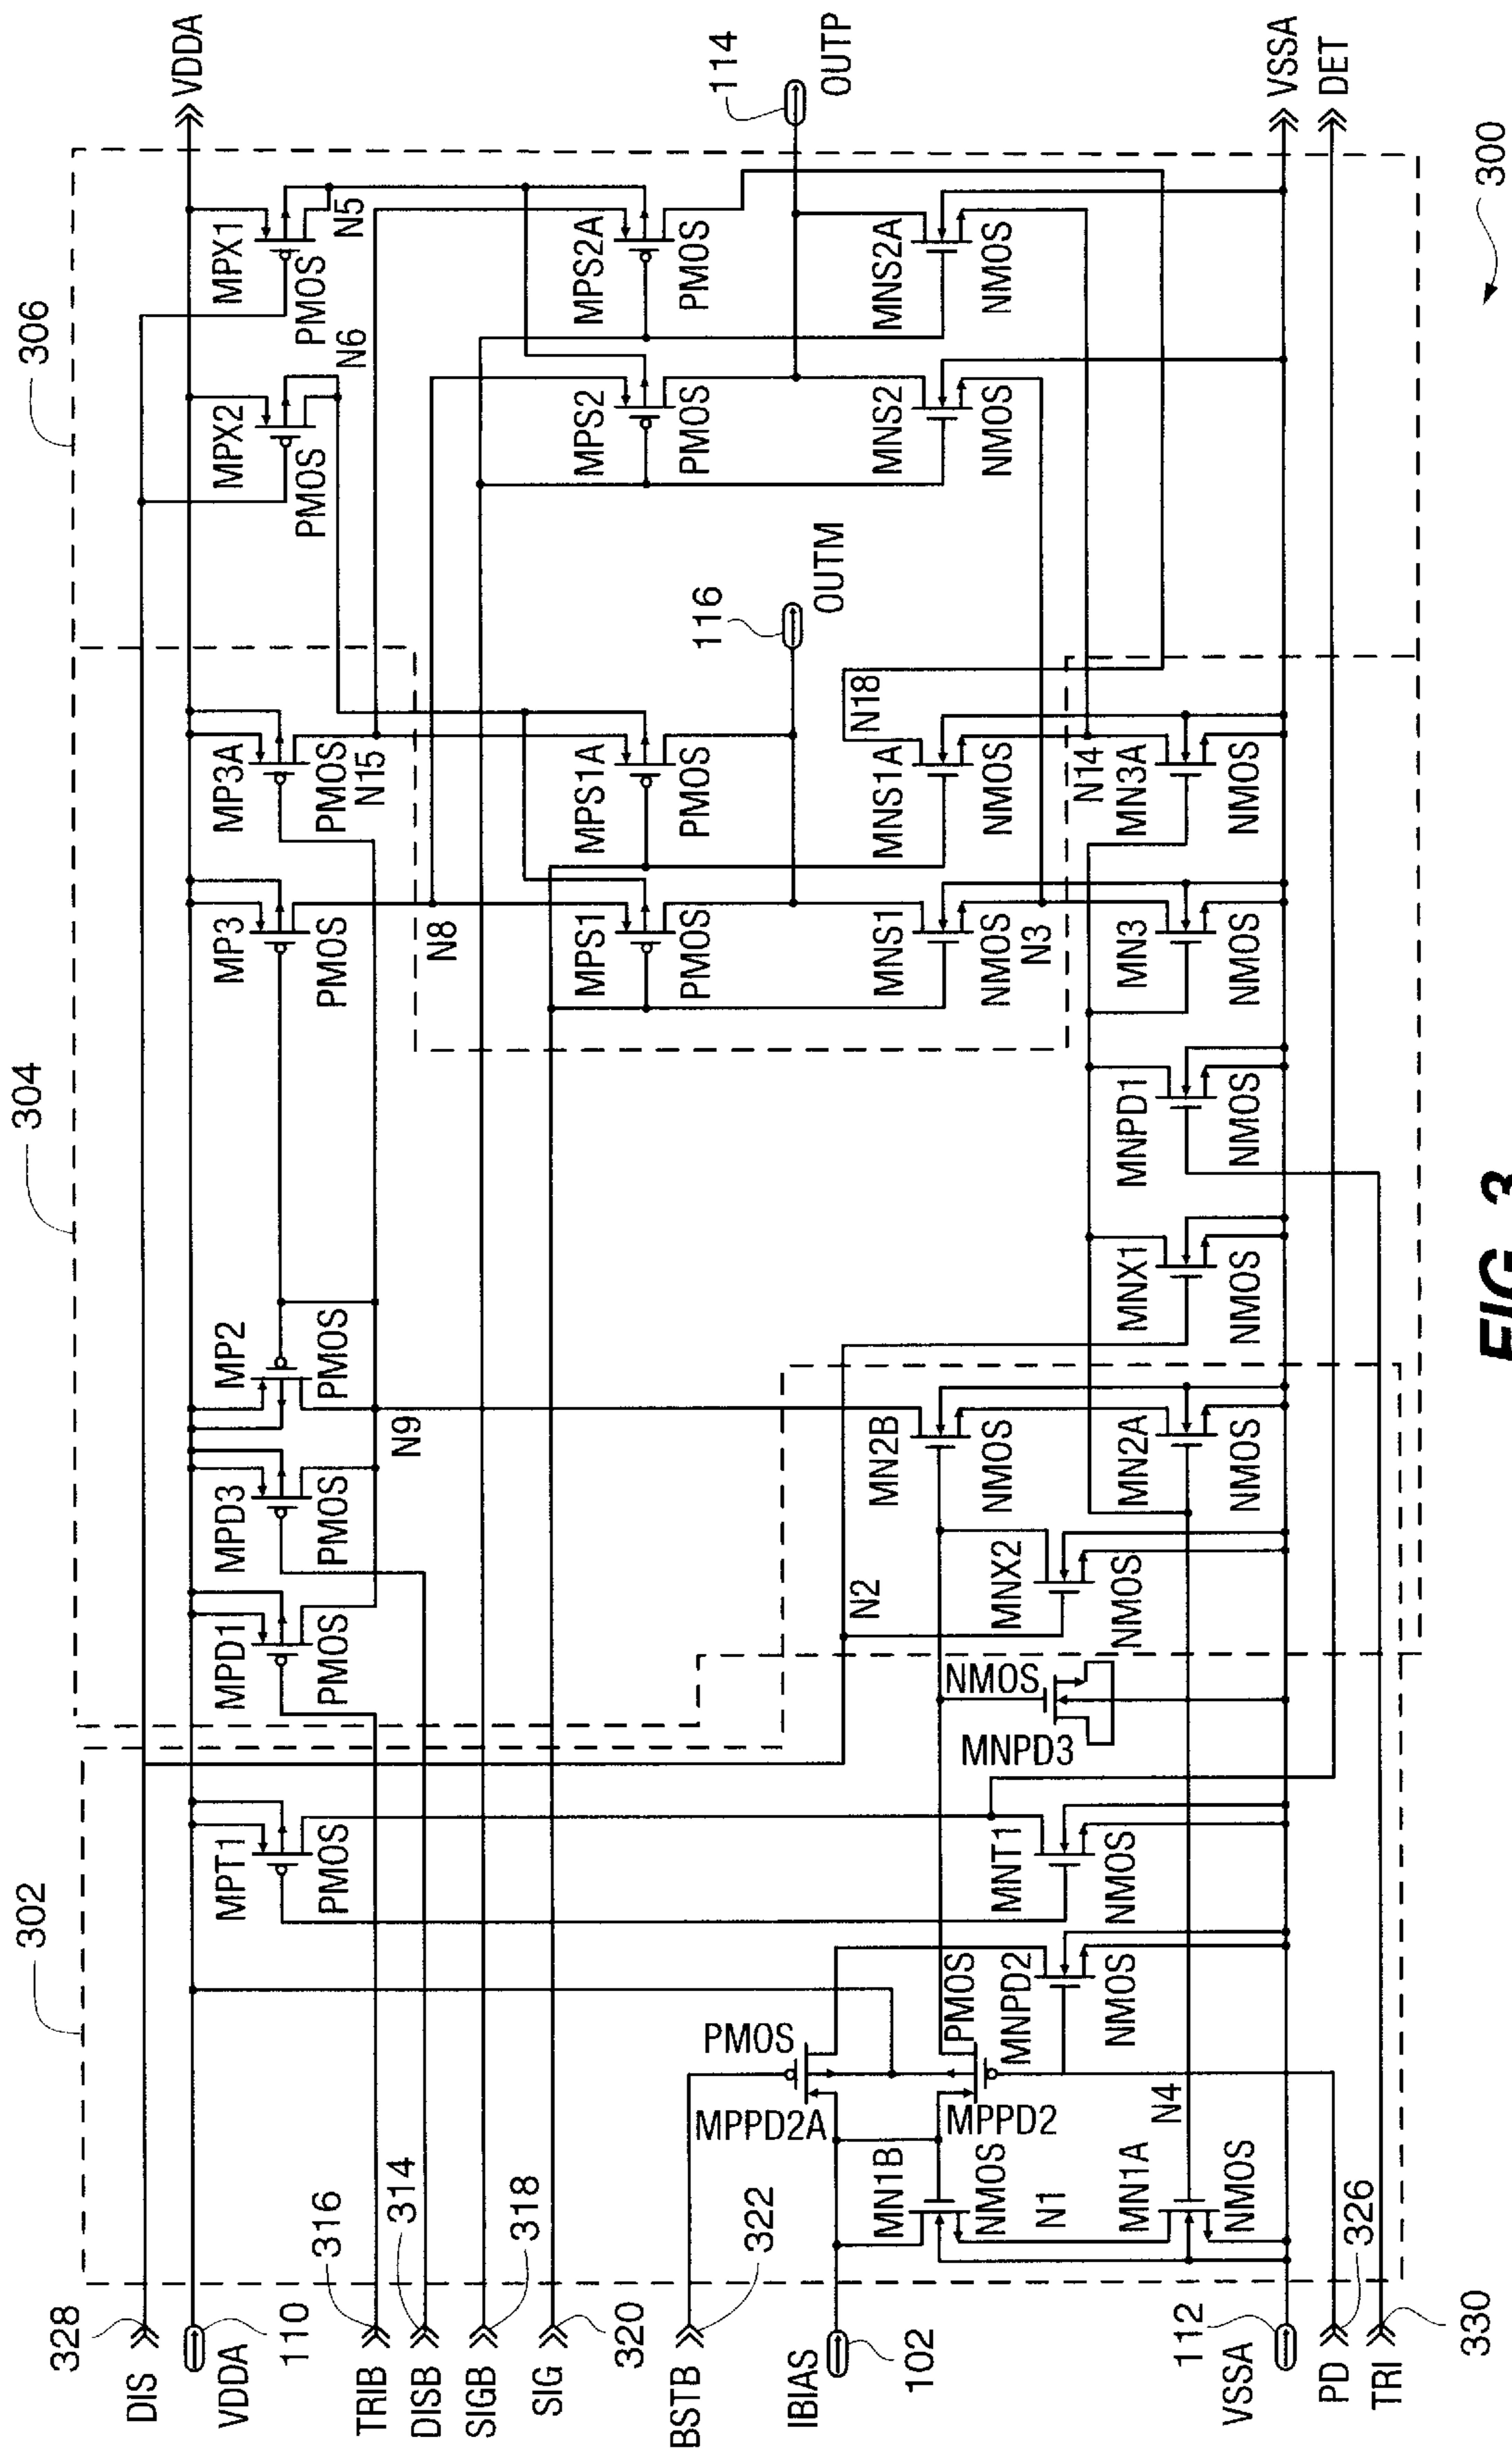 302
304
306
328
DIS
VDDA
110
TRIB
316
DISB
314
SIGB
318
SIG
320
BSTB
322
IBIAS
102
VSSA
112
PD
326
TRI
330
VDDA
114
OUTP
VSSA
DET
116
OUTM
MPT1
PMOS
MPD1
PMOS
MPD3
PMOS
MP2
PMOS
N9
MP3
PMOS
N8
MP3A
PMOS
N15
MPX2
PMOS
N6
MPX1
PMOS
N5
MPS1
PMOS
MPS1A
PMOS
MPS2
PMOS
MPS2A
PMOS
PMOS
MPPD2A
MPPD2
PMOS
MN1B
NMOS
N1
MN1A
NMOS
N4
MNPD2
NMOS
MNT1
NMOS
NMOS
MNPD3
N2
MNX2
NMOS
MN2B
NMOS
MN2A
NMOS
MNX1
NMOS
MNPD1
NMOS
MNS1
NMOS
N3
MN3
NMOS
N18
MNS1A
NMOS
N14
MN3A
NMOS
MNS2
NMOS
MNS2A
NMOS
300
FIG. 3